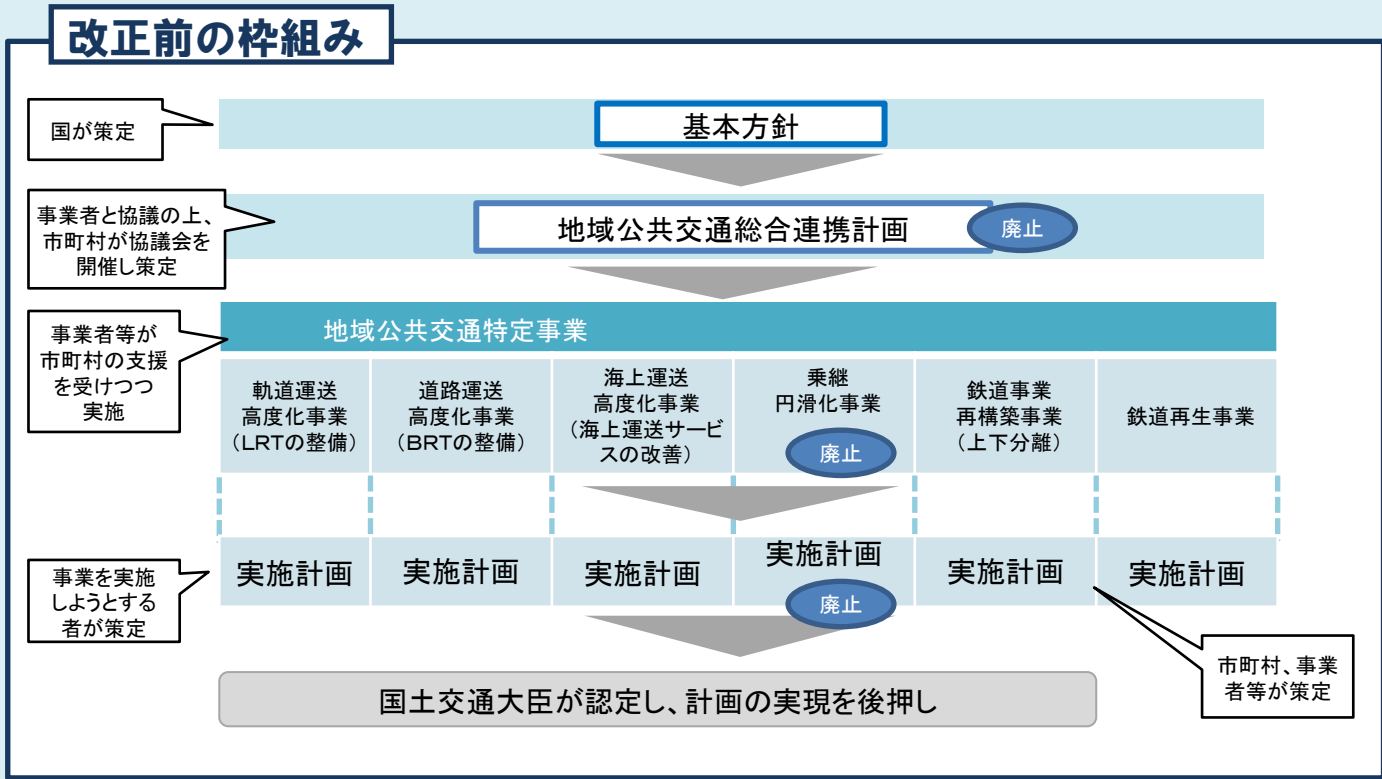 改正前の枠組み
国が策定
基本方針
事業者と協議の上、
市町村が協議会を
開催し策定
地域公共交通総合連携計画
廃止
事業者等が
市町村の支援
を受けつつ
実施
地域公共交通特定事業
軌道運送
高度化事業
（LRTの整備）
道路運送
高度化事業
（BRTの整備）
海上運送
高度化事業
（海上運送サービ
スの改善）
乗継
円滑化事業
廃止
鉄道事業
再構築事業
（上下分離）
鉄道再生事業
事業を実施
しようとする
者が策定
実施計画
実施計画
実施計画
実施計画
廃止
実施計画
実施計画
市町村、事業
者等が策定
国土交通大臣が認定し、計画の実現を後押し